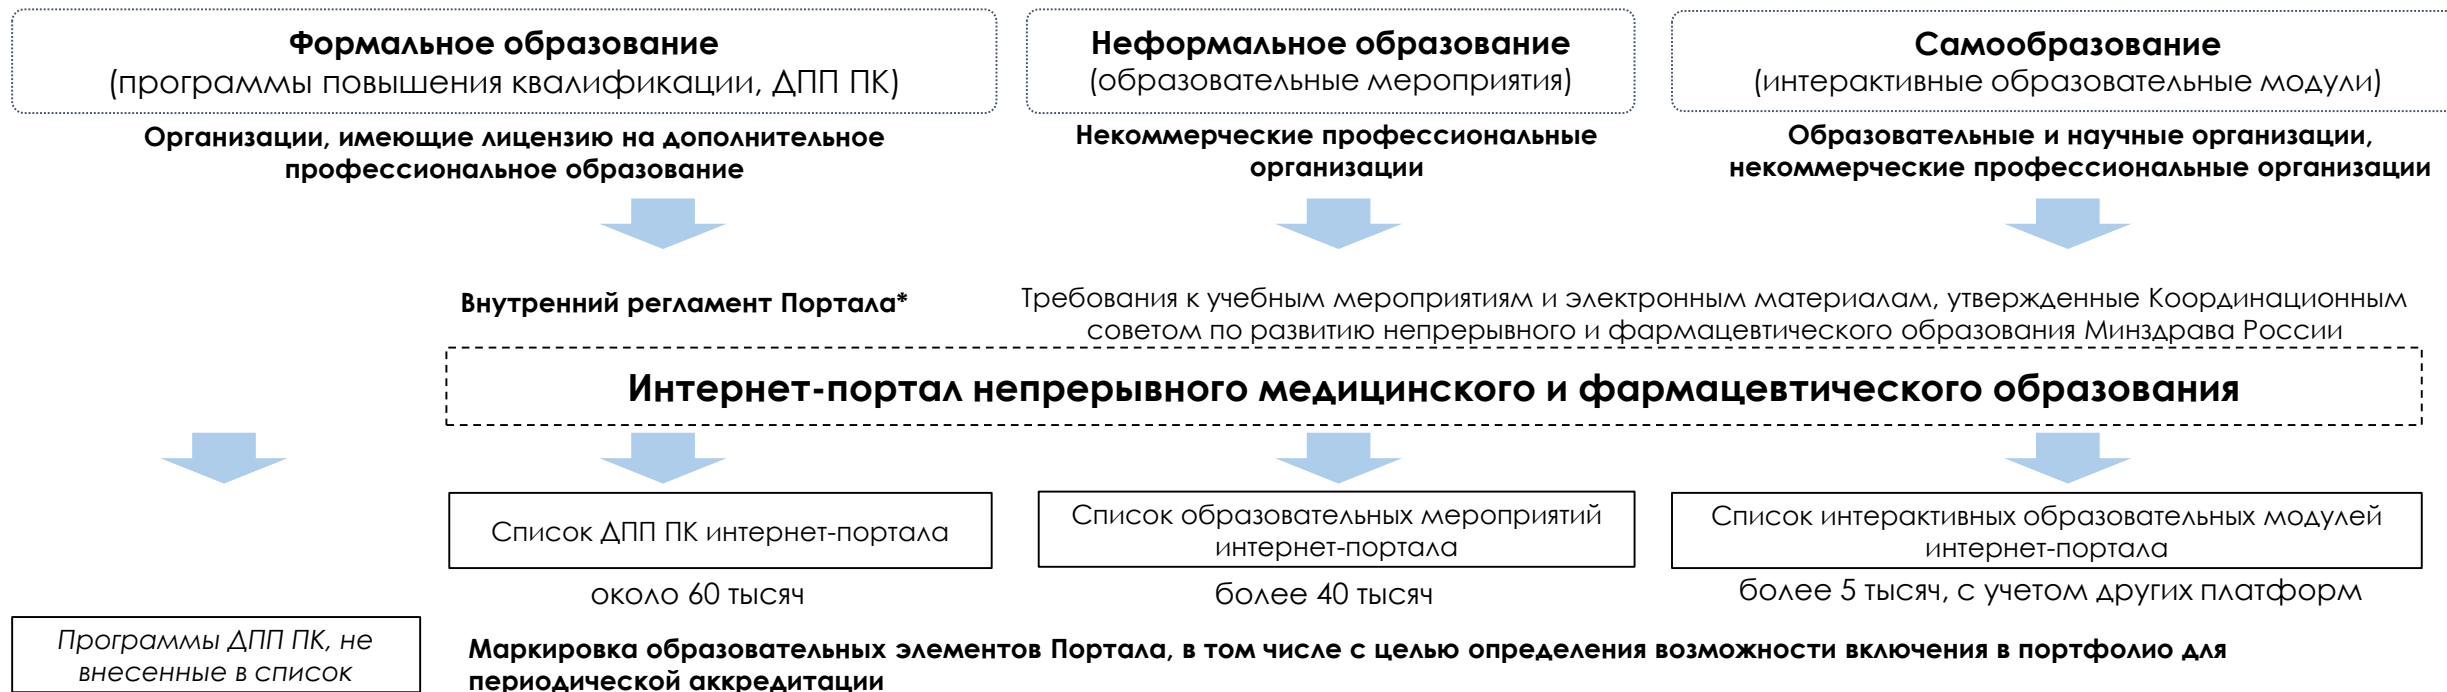 Формальное образование
(программы повышения квалификации, ДПП ПК)
Организации, имеющие лицензию на дополнительное
профессиональное образование
Неформальное образование
(образовательные мероприятия)
Некоммерческие профессиональные
организации
Самообразование
(интерактивные образовательные модули)
Образовательные и научные организации,
некоммерческие профессиональные организации
Внутренний регламент Портала*
Требования к учебным мероприятиям и электронным материалам, утвержденные Координационным
советом по развитию непрерывного и фармацевтического образования Минздрава России
Интернет-портал непрерывного медицинского и фармацевтического образования
Список ДПП ПК интернет-портала
около 60 тысяч
Список образовательных мероприятий
интернет-портала
более 40 тысяч
Список интерактивных образовательных модулей
интернет-портала
более 5 тысяч, с учетом других платформ
Программы ДПП ПК, не
внесенные в список
Маркировка образовательных элементов Портала, в том числе с целью определения возможности включения в портфолио для
периодической аккредитации